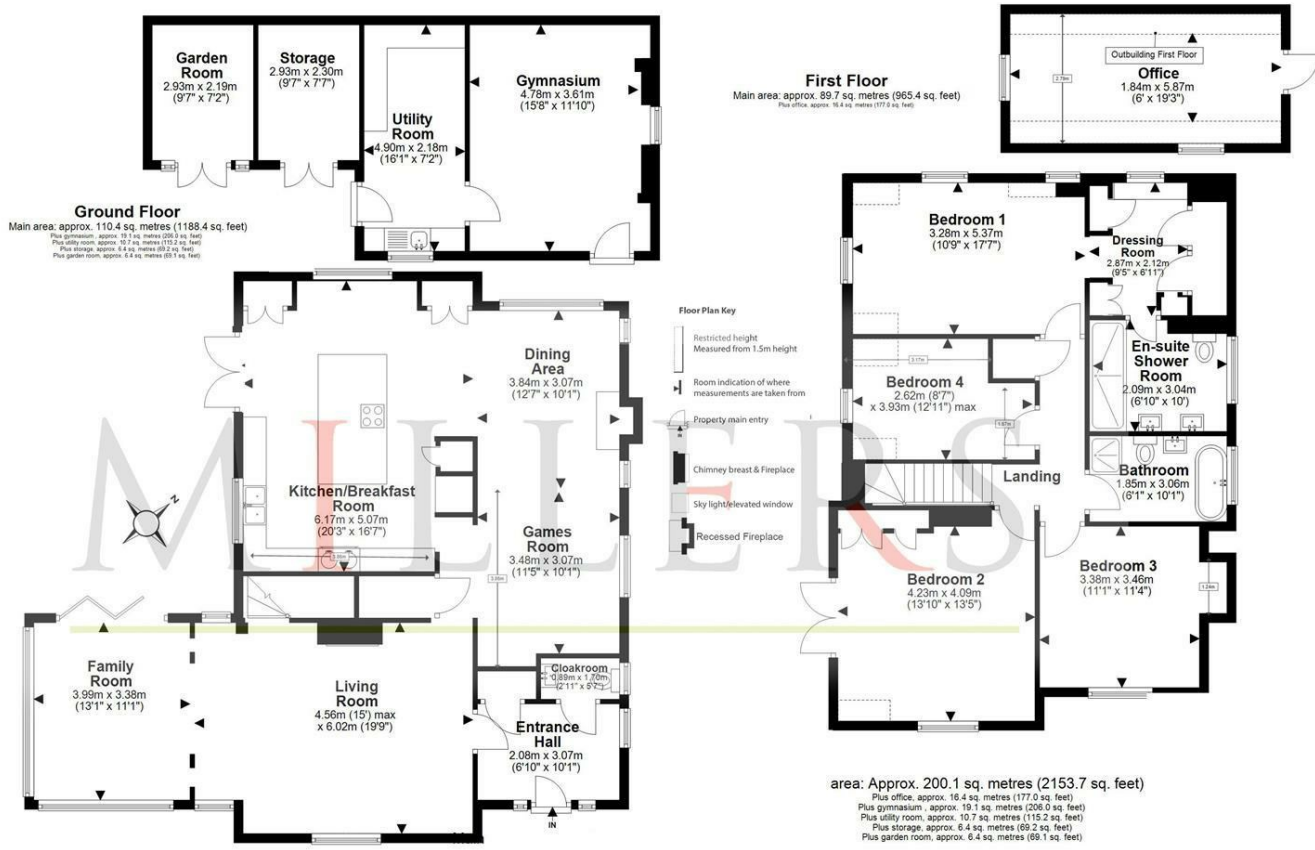 Garden
Room
2.93m x 2.19m
(9'7" x 7'2")
Storage
2.93m x 2.30m
(9'7" x 7'7")
Utility
Room
4.90m x 2.18m
(16'1" x 7'2")
Gymnasium
4.78m x 3.61m
(15'8" x 11'10")
Ground Floor
Main area: approx. 110.4 sq. metres (1188.4 sq. feet)
Plus gymnasium , approx. 19.1 sq. metres (206.0 sq. feet)
Plus utility room, approx. 10.7 sq. metres (115.2 sq. feet)
Plus storage, approx. 6.4 sq. metres (69.2 sq. feet)
Plus garden room, approx. 6.4 sq. metres (69.1 sq. feet)
First Floor
Main area: approx. 89.7 sq. metres (965.4 sq. feet)
Plus office, approx. 16.4 sq. metres (177.0 sq. feet)
Outbuilding First Floor
Office
1.84m x 5.87m
(6' x 19'3")
Dining
Area
3.84m x 3.07m
(12'7" x 10'1")
Kitchen/Breakfast
Room
6.17m x 5.07m
(20'3" x 16'7")
Games
Room
3.48m x 3.07m
(11'5" x 10'1")
Family
Room
3.99m x 3.38m
(13'1" x 11'1")
Living
Room
4.56m (15') max
x 6.02m (19'9")
Cloakroom
0.89m x 1.70m
(2'11" x 5'7")
Entrance
Hall
2.08m x 3.07m
(6'10" x 10'1")
IN
Floor Plan Key
Restricted height
Measured from 1.5m height
Room indication of where
measurements are taken from
Property main entry
IN
Chimney breast & Fireplace
Sky light/elevated window
Recessed Fireplace
Bedroom 1
3.28m x 5.37m
(10'9" x 17'7")
Dressing
Room
2.87m x 2.12m
(9'5" x 6'11")
En-suite
Shower
Room
2.09m x 3.04m
(6'10" x 10')
Bedroom 4
2.62m (8'7")
x 3.93m (12'11") max
Landing
Bathroom
1.85m x 3.06m
(6'1" x 10'1")
Bedroom 2
4.23m x 4.09m
(13'10" x 13'5")
Bedroom 3
3.38m x 3.46m
(11'1" x 11'4")
MILLERS
N
area: Approx. 200.1 sq. metres (2153.7 sq. feet)
Plus office, approx. 16.4 sq. metres (177.0 sq. feet)
Plus gymnasium , approx. 19.1 sq. metres (206.0 sq. feet)
Plus utility room, approx. 10.7 sq. metres (115.2 sq. feet)
Plus storage, approx. 6.4 sq. metres (69.2 sq. feet)
Plus garden room, approx. 6.4 sq. metres (69.1 sq. feet)